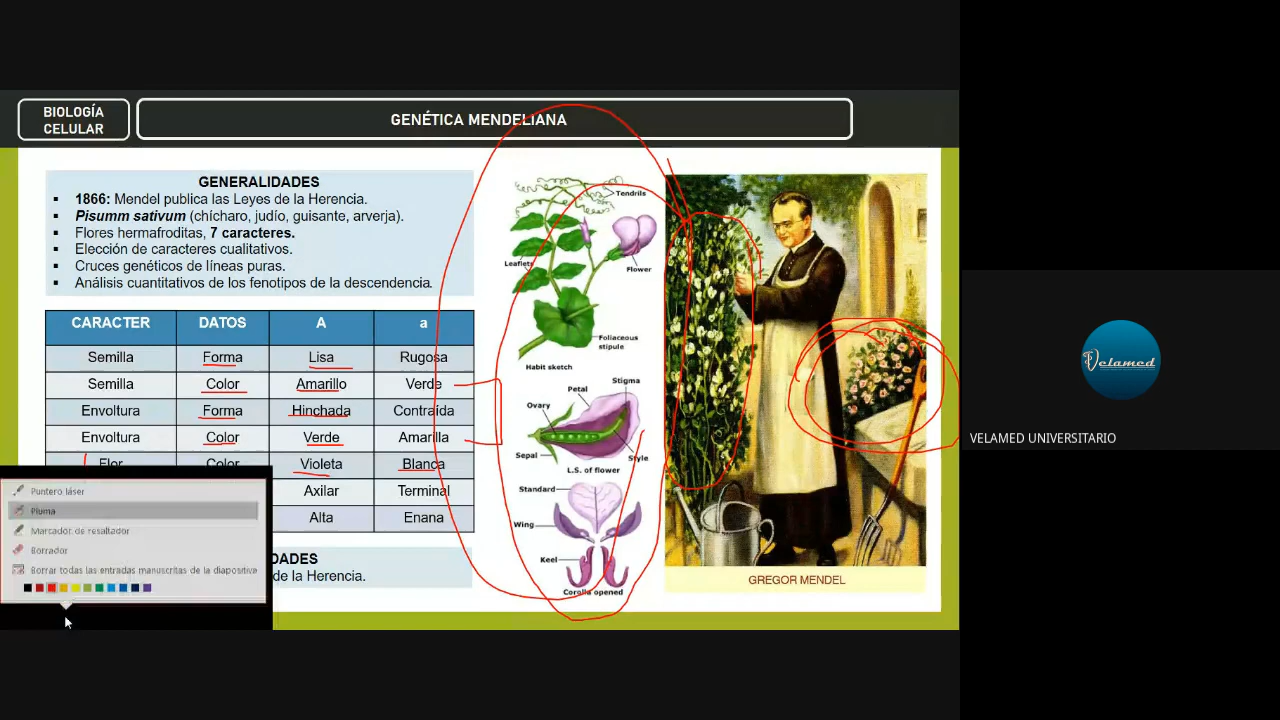 BIOLOGÍA
CELULAR
GENÉTICA MENDELIANA
GENERALIDADES
▪ 1866: Mendel publica las Leyes de la Herencia.
▪ Pisumm sativum (chícharo, judío, guisante, arverja).
▪ Flores hermafroditas, 7 caracteres.
▪ Elección de caracteres cualitativos.
▪ Cruces genéticos de líneas puras.
▪ Análisis cuantitativos de los fenotipos de la descendencia.
CARACTER DATOS A a
Semilla Forma Lisa Rugosa
Semilla Color Amarillo Verde
Envoltura Forma Hinchada Contraída
Envoltura Color Verde Amarilla
Flor Color Violeta Blanca
Axilar Terminal
Alta Enana
DADES
de la Herencia.
Puntero láser
Pluma
Marcador de resaltador
Borrador
Borrar todas las entradas manuscritas de la diapositiva
Tendrils
Leaflets
Flower
Foliaceous
stipule
Habit sketch
Stigma
Petal
Ovary
Sepal
Style
L.S. of flower
Standard
Wing
Keel
Corolla opened
GREGOR MENDEL
Velamed
VELAMED UNIVERSITARIO